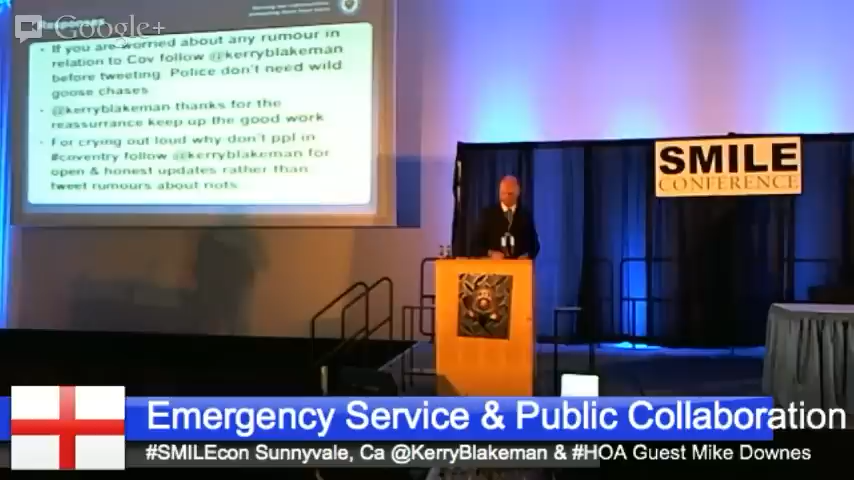 Google+
Responses
• If you are worried about any rumour in
relation to Cov follow @kerryblakeman
before tweeting. Police don't need wild
goose chases
• @kerryblakeman thanks for the
reassurrance keep up the good work
• For crying out loud why don't ppl in
#coventry follow @kerryblakeman for
open & honest updates rather than
tweet rumours about riots
SMILE
CONFERENCE
Emergency Service & Public Collaboration
#SMILEcon Sunnyvale, Ca @KerryBlakeman & #HOA Guest Mike Downes